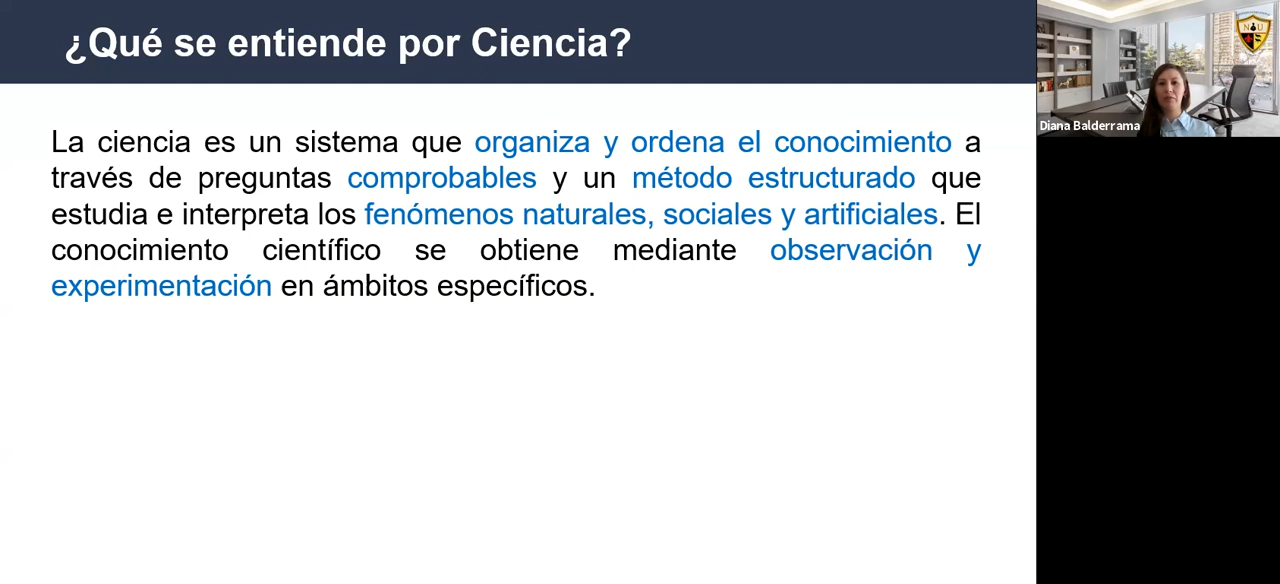 ¿Qué se entiende por Ciencia?
La ciencia es un sistema que organiza y ordena el conocimiento a
través de preguntas comprobables y un método estructurado que
estudia e interpreta los fenómenos naturales, sociales y artificiales. El
conocimiento científico se obtiene mediante observación y
experimentación en ámbitos específicos.
Diana Balderrama